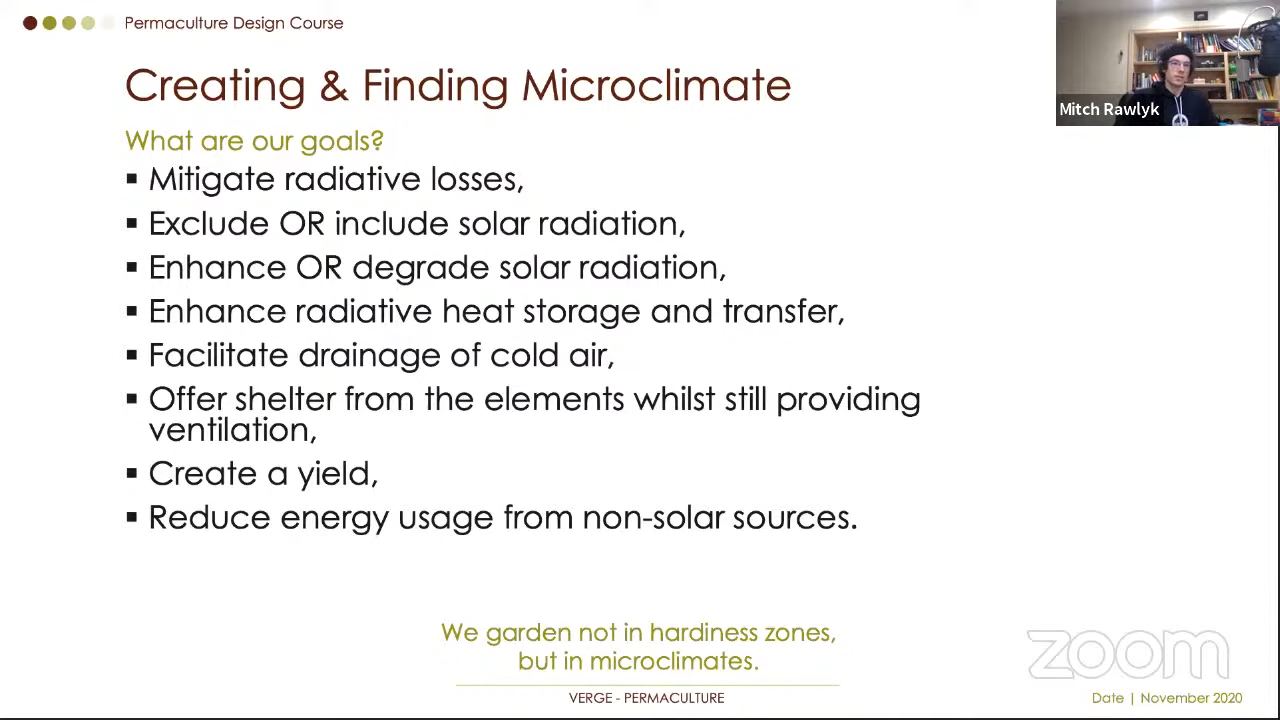 Permaculture Design Course
Mitch Rawlyk
Creating & Finding Microclimate
What are our goals?
▪ Mitigate radiative losses,
▪ Exclude OR include solar radiation,
▪ Enhance OR degrade solar radiation,
▪ Enhance radiative heat storage and transfer,
▪ Facilitate drainage of cold air,
▪ Offer shelter from the elements whilst still providing
ventilation,
▪ Create a yield,
▪ Reduce energy usage from non-solar sources.
We garden not in hardiness zones,
but in microclimates.
zoom
VERGE - PERMACULTURE
Date | November 2020